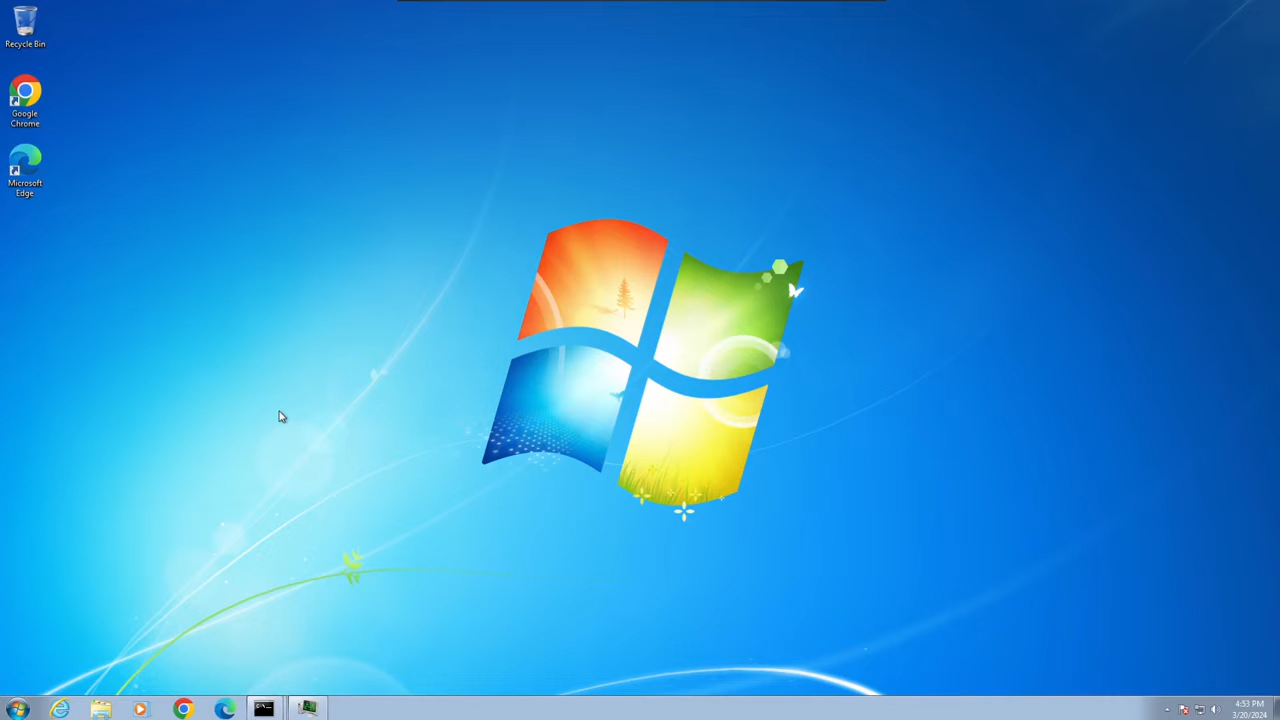 Recycle Bin
Google
Chrome
Microsoft
Edge
C:\.
4:53 PM
3/20/2024